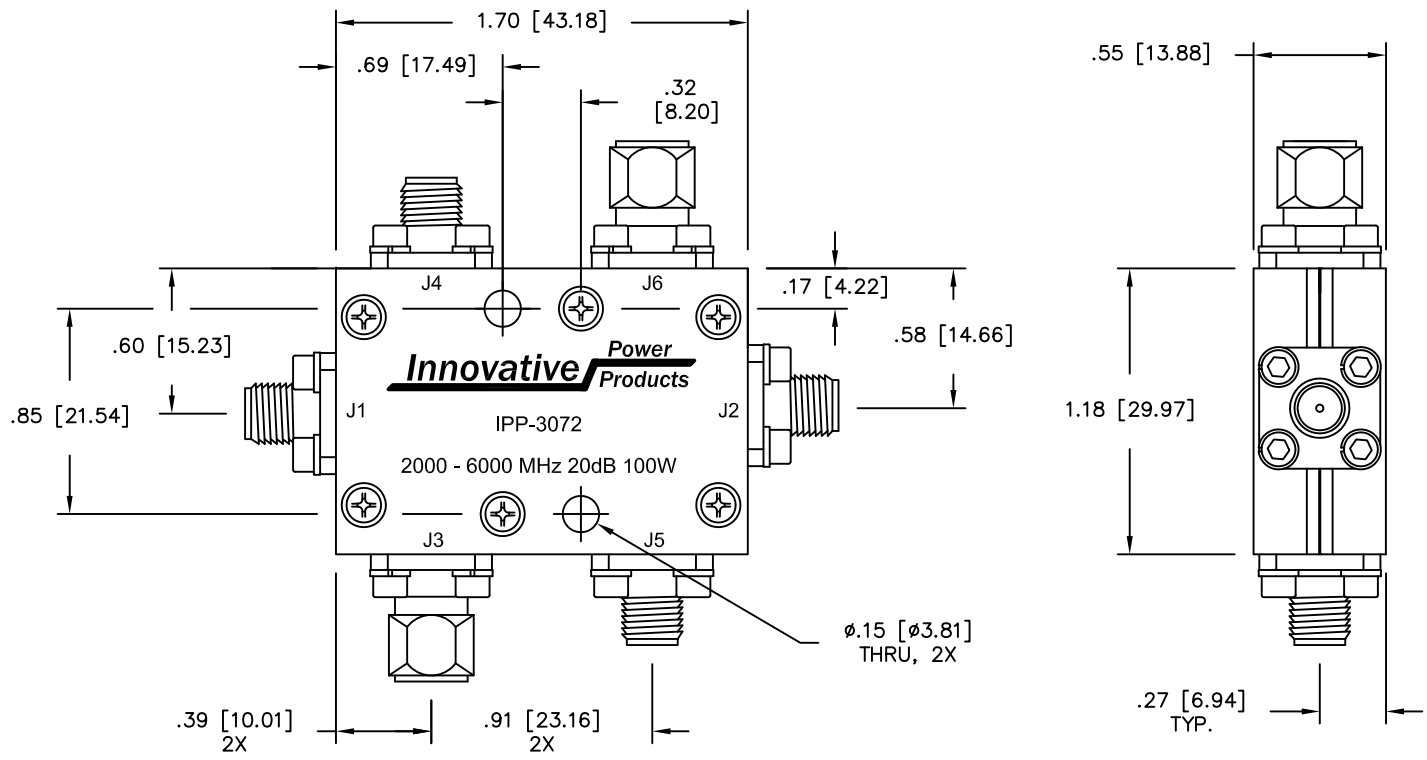 1.70 [43.18]
.69 [17.49]
.32
[8.20]
.55 [13.88]
J4
J6
.17 [4.22]
.60 [15.23]
.58 [14.66]
Innovative Power
Products
.85 [21.54]
J1
J2
1.18 [29.97]
IPP-3072
2000 - 6000 MHz 20dB 100W
J3
J5
ø.15 [ø3.81]
THRU, 2X
.39 [10.01]
2X
.91 [23.16]
2X
.27 [6.94]
TYP.